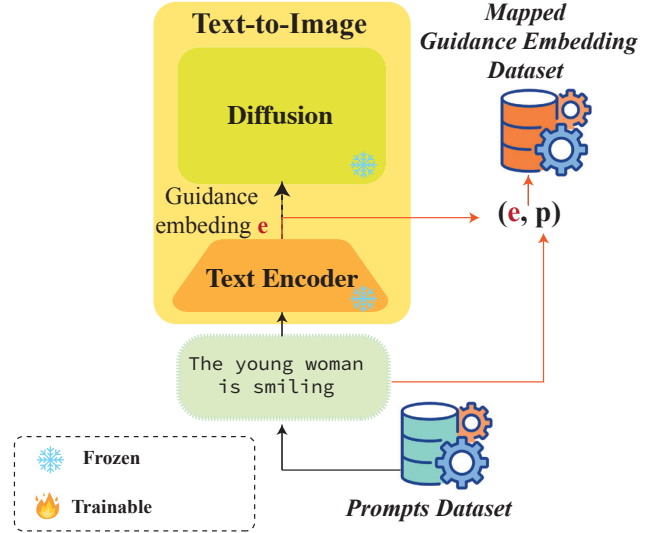 Text-to-Image
Diffusion
Guidance
embeding e
Text Encoder
The young woman
is smiling
Mapped
Guidance Embedding
Dataset
(e, p)
Prompts Dataset
Frozen
Trainable